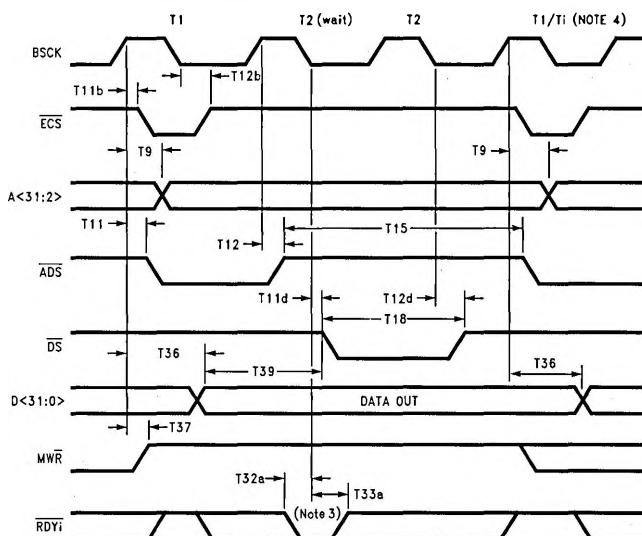 T1 T2 (wait) T2 T1/Ti (NOTE 4)
BSCK
T11b T12b
ECS
T9 T9
A<31:2>
T11 T12 T15
ADS
T11d T12d
T18
DS
T36 T39 T36
D<31:0> DATA OUT
T37
MWR
T32a T33a
(Note 3)
RDYi